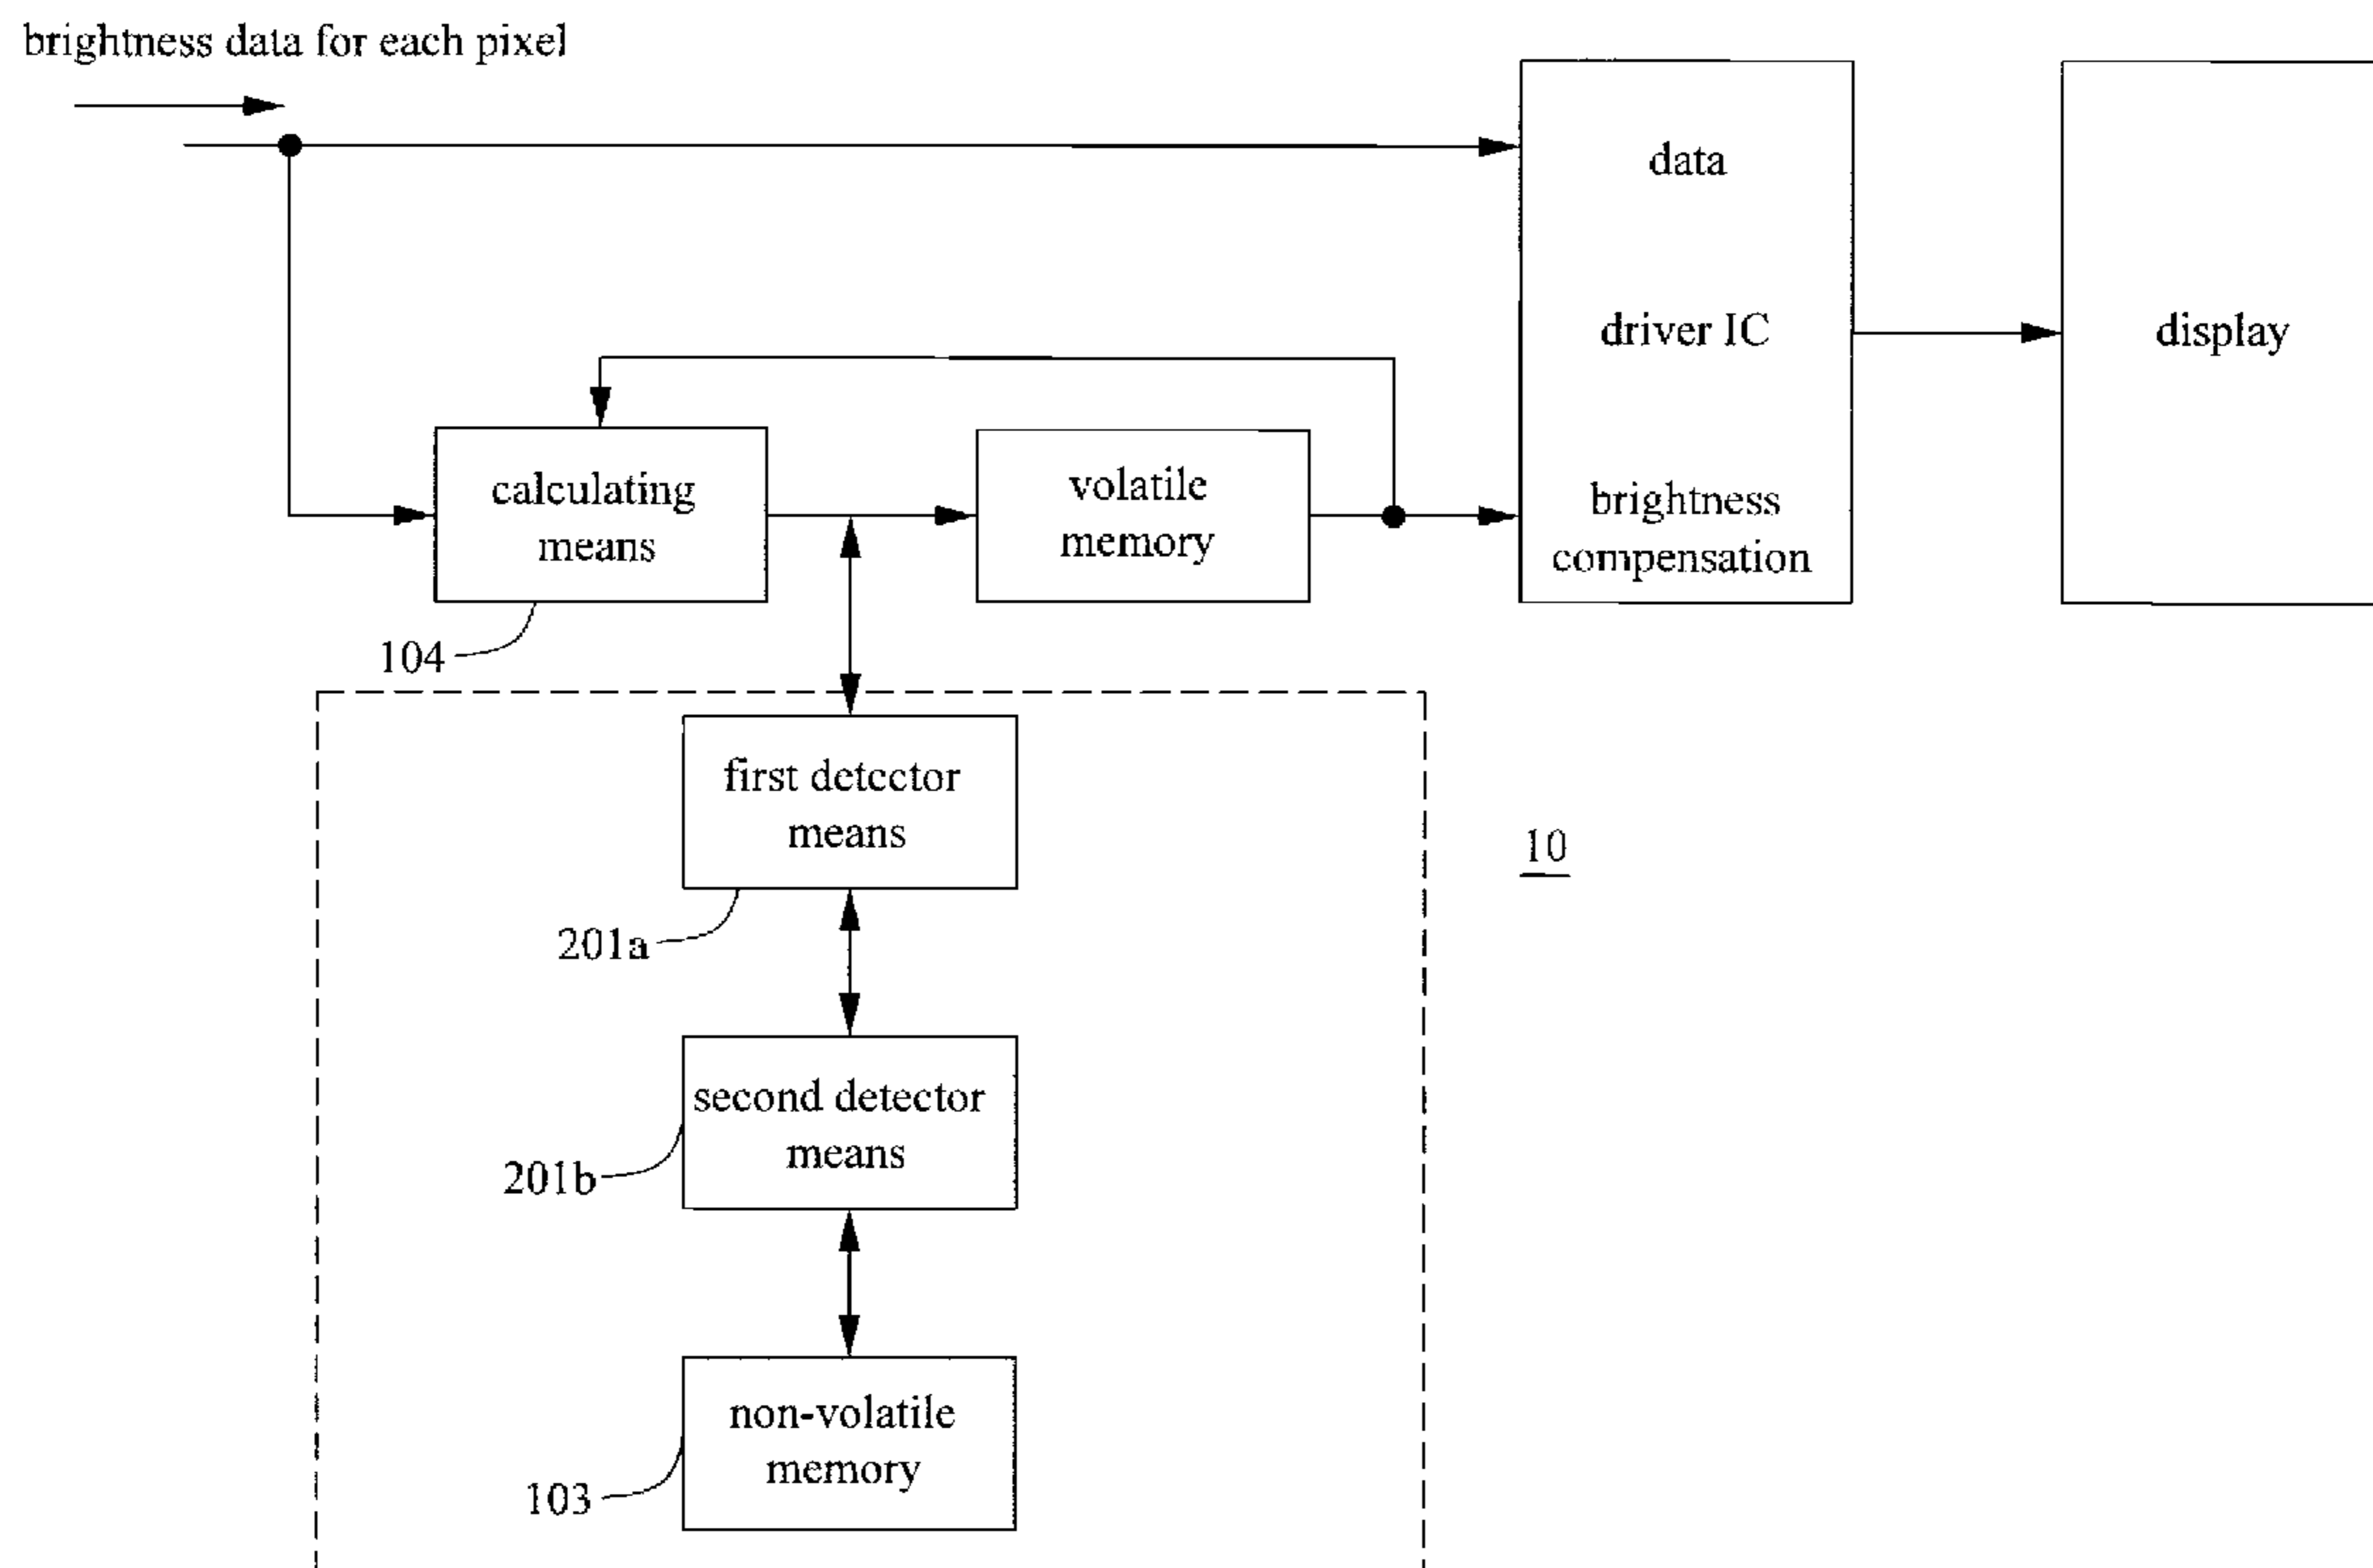 brightness data for each pixel
data
driver IC
display
brightness
compensation
calculating
means
volatile
memory
104
first detector
means
10
201a
second detector
means
201b
non-volatile
memory
103